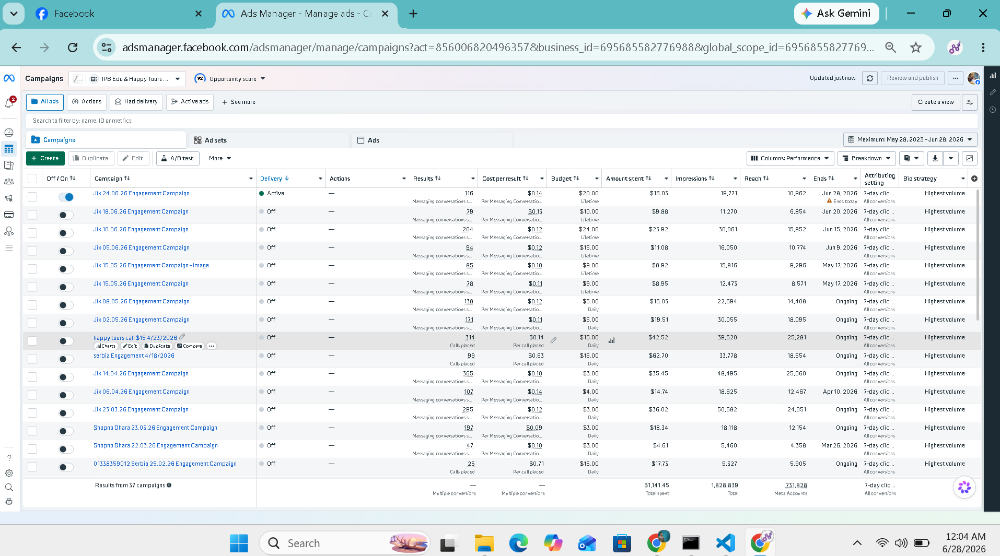 Facebook
Ads Manager - Manage ads - C
Ask Gemini
adsmanager.facebook.com/adsmanager/manage/campaigns?act=856006820496357&business_id=695685582776988&global_scope_id=69568558277​69...
Campaigns
IPB Edu & Happy Tours ...
92 Opportunity score
Updated just now
Review and publish
2
All ads
Actions
Had delivery
Active ads
+ See more
Create a view
Search to filter by: name, ID or metrics
Campaigns
Ad sets
Ads
Maximum: May 28, 2023 – Jun 28, 2026
+ Create
Duplicate
Edit
A/B test
More
Columns: Performance
Breakdown
Off / On Campaign Delivery Actions Results Cost per result Budget Amount spent Impressions Reach Ends Attribution setting Bid strategy
Jix 24.06.26 Engagement Campaign Active — 116 $0.14 $20.00 $16.03 19,771 10,962 Jun 28, 2026 7-day clic... Highest volume
Messaging conversations s... Per Messaging Conversatio... Lifetime Ends today All conversions
Jix 18.06.26 Engagement Campaign Off — 79 $0.13 $10.00 $9.88 11,270 6,854 Jun 20, 2026 7-day clic... Highest volume
Messaging conversations s... Per Messaging Conversatio... Lifetime All conversions
Jix 10.06.26 Engagement Campaign Off — 204 $0.12 $24.00 $23.92 30,061 15,852 Jun 15, 2026 7-day clic... Highest volume
Messaging conversations s... Per Messaging Conversatio... Lifetime All conversions
Jix 05.06.26 Engagement Campaign Off — 94 $0.12 $15.00 $11.08 16,050 10,774 Jun 9, 2026 7-day clic... Highest volume
Messaging conversations s... Per Messaging Conversatio... Lifetime All conversions
Jix 15.05.26 Engagement Campaign - image Off — 85 $0.10 $9.00 $8.92 15,816 9,296 May 17, 2026 7-day clic... Highest volume
Messaging conversations s... Per Messaging Conversatio... Lifetime All conversions
Jix 15.05.26 Engagement Campaign Off — 78 $0.11 $9.00 $8.95 12,473 8,571 May 17, 2026 7-day clic... Highest volume
Messaging conversations s... Per Messaging Conversatio... Lifetime All conversions
Jix 08.05.26 Engagement Campaign Off — 138 $0.12 $5.00 $16.03 22,694 14,408 Ongoing 7-day clic... Highest volume
Messaging conversations s... Per Messaging Conversatio... Daily All conversions
Jix 02.05.26 Engagement Campaign Off — 171 $0.11 $5.00 $19.51 30,055 18,095 Ongoing 7-day clic... Highest volume
Messaging conversations s... Per Messaging Conversatio... Daily All conversions
happy tours call $15 4/23/2026 Off — 314 $0.14 $15.00 $42.52 39,520 25,281 Ongoing 7-day clic... Highest volume
Charts Edit Duplicate Compare ... Calls placed Per call placed Daily All conversions
serbia Engagement 4/18/2026 Off — 99 $0.63 $15.00 $62.70 33,778 18,554 Ongoing 7-day clic... Highest volume
Calls placed Per call placed Daily All conversions
Jix 14.04.26 Engagement Campaign Off — 365 $0.10 $3.00 $35.45 48,495 25,060 Ongoing 7-day clic... Highest volume
Messaging conversations s... Per Messaging Conversatio... Daily All conversions
Jix 06.04.26 Engagement Campaign Off — 107 $0.14 $4.00 $14.74 18,625 12,467 Apr 10, 2026 7-day clic... Highest volume
Messaging conversations s... Per Messaging Conversatio... Daily All conversions
Jix 23.03.26 Engagement Campaign Off — 295 $0.12 $3.00 $36.02 50,582 24,051 Ongoing 7-day clic... Highest volume
Messaging conversations s... Per Messaging Conversatio... Daily All conversions
Shopno Dhara 23.03.26 Engagement Campaign Off — 197 $0.09 $3.00 $18.34 18,118 12,154 Ongoing 7-day clic... Highest volume
Messaging conversations s... Per Messaging Conversatio... Daily All conversions
Shopno Dhara 22.03.26 Engagement Campaign Off — 47 $0.10 $3.00 $4.61 5,460 4,358 Mar 26, 2026 7-day clic... Highest volume
Messaging conversations s... Per Messaging Conversatio... Daily All conversions
01338359012 Serbia 25.02.26 Engagement Campaign Off — 25 $0.71 $15.00 $17.73 9,327 5,905 Ongoing 7-day clic... Highest volume
Calls placed Per call placed Daily All conversions
Results from 37 campaigns — — $1,141.45 1,828,839 731,828 7-day clic...
Multiple conversions Multiple conversions Total spent Total Meta Accounts All conversions
Search
12:04 AM
6/28/2026